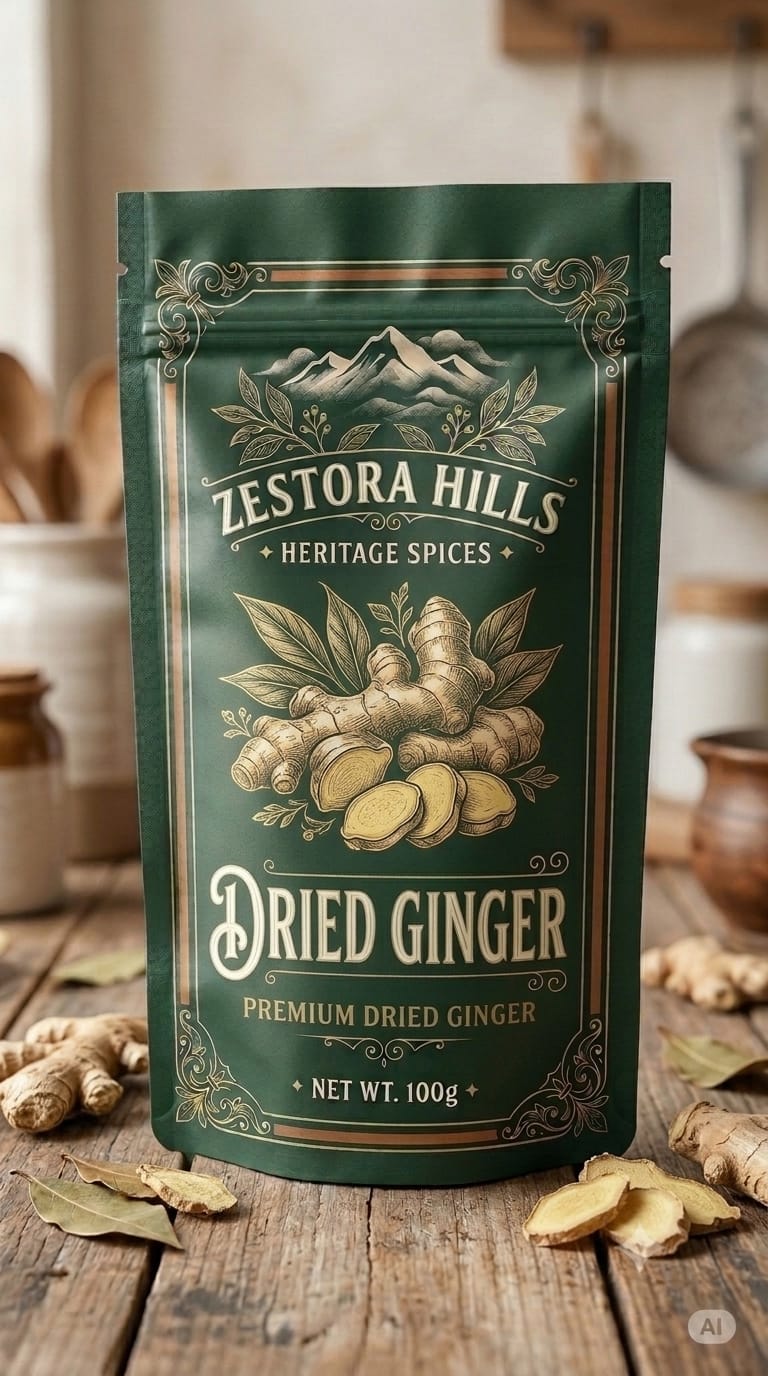 ZESTORA HILLS
HERITAGE SPICES
DRIED GINGER
PREMIUM DRIED GINGER
NET WT. 100g
AI